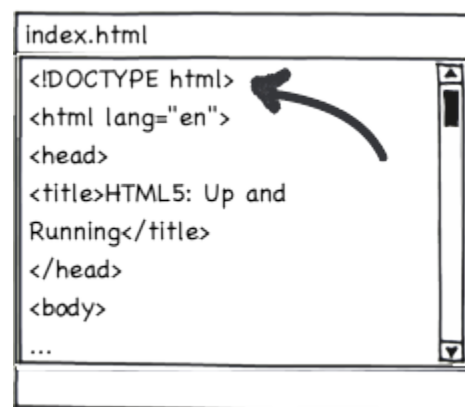 index.html
<!DOCTYPE html>
<html lang="en">
<head>
<title>HTML5: Up and
Running</title>
</head>
<body>
...